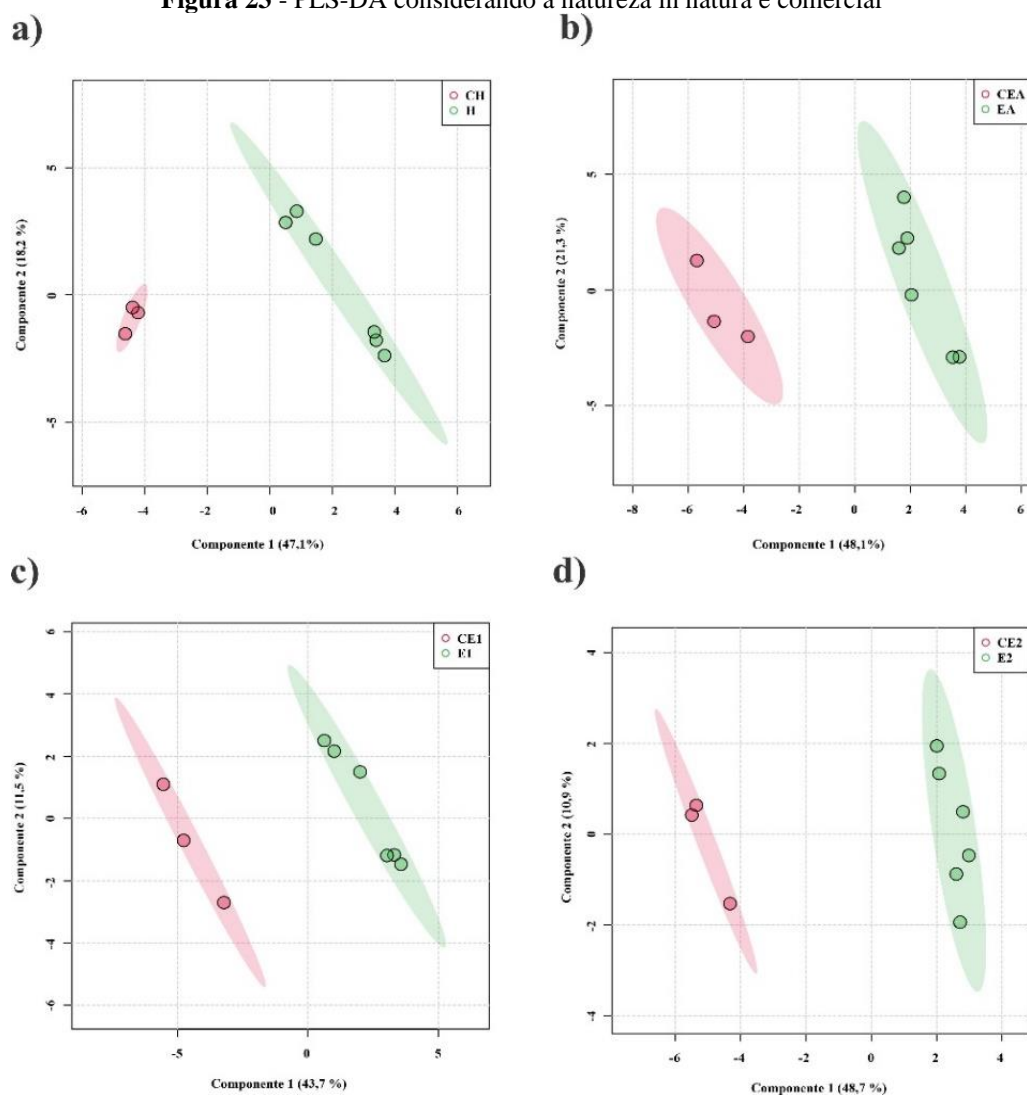 Figura 23 - PLS-DA considerando a natureza in natura e comercial
a)
CH
H
5
0
-5
Componente 2 (18,2 %)
-6 -4 -2 0 2 4 6
Componente 1 (47,1%)
b)
CEA
EA
5
0
-5
Componente 2 (21,3 %)
-8 -6 -4 -2 0 2 4 6
Componente 1 (48,1%)
c)
CE1
E1
6
4
2
0
-2
-4
-6
Componente 2 (11,5 %)
-5 0 5
Componente 1 (43,7 %)
d)
CE2
E2
4
2
0
-2
-4
Componente 2 (10,9 %)
-6 -4 -2 0 2 4 6
Componente 1 (48,7 %)